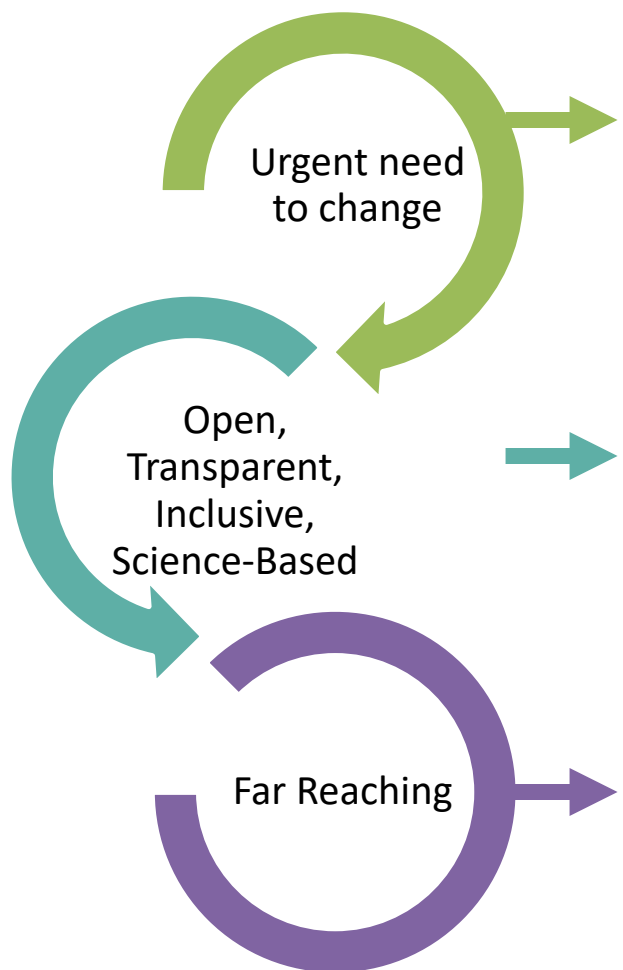 Urgent need
to change
Open,
Transparent,
Inclusive,
Science-Based
Far Reaching